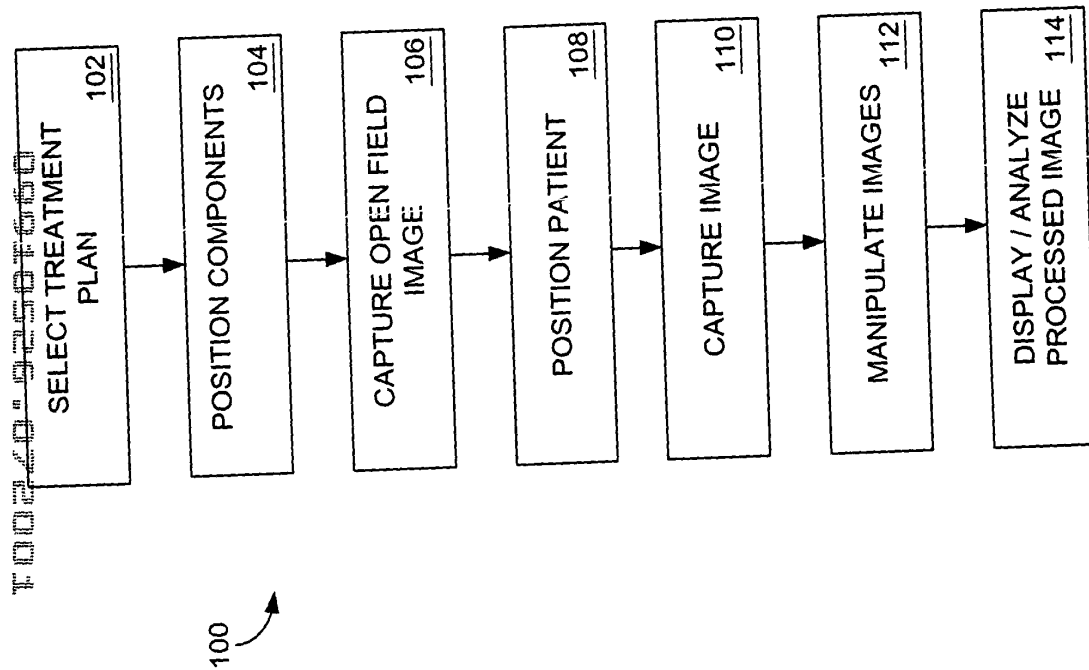 100
SELECT TREATMENT
PLAN
102
POSITION COMPONENTS
104
CAPTURE OPEN FIELD
IMAGE
106
POSITION PATIENT
108
CAPTURE IMAGE
110
MANIPULATE IMAGES
112
DISPLAY / ANALYZE
PROCESSED IMAGE
114